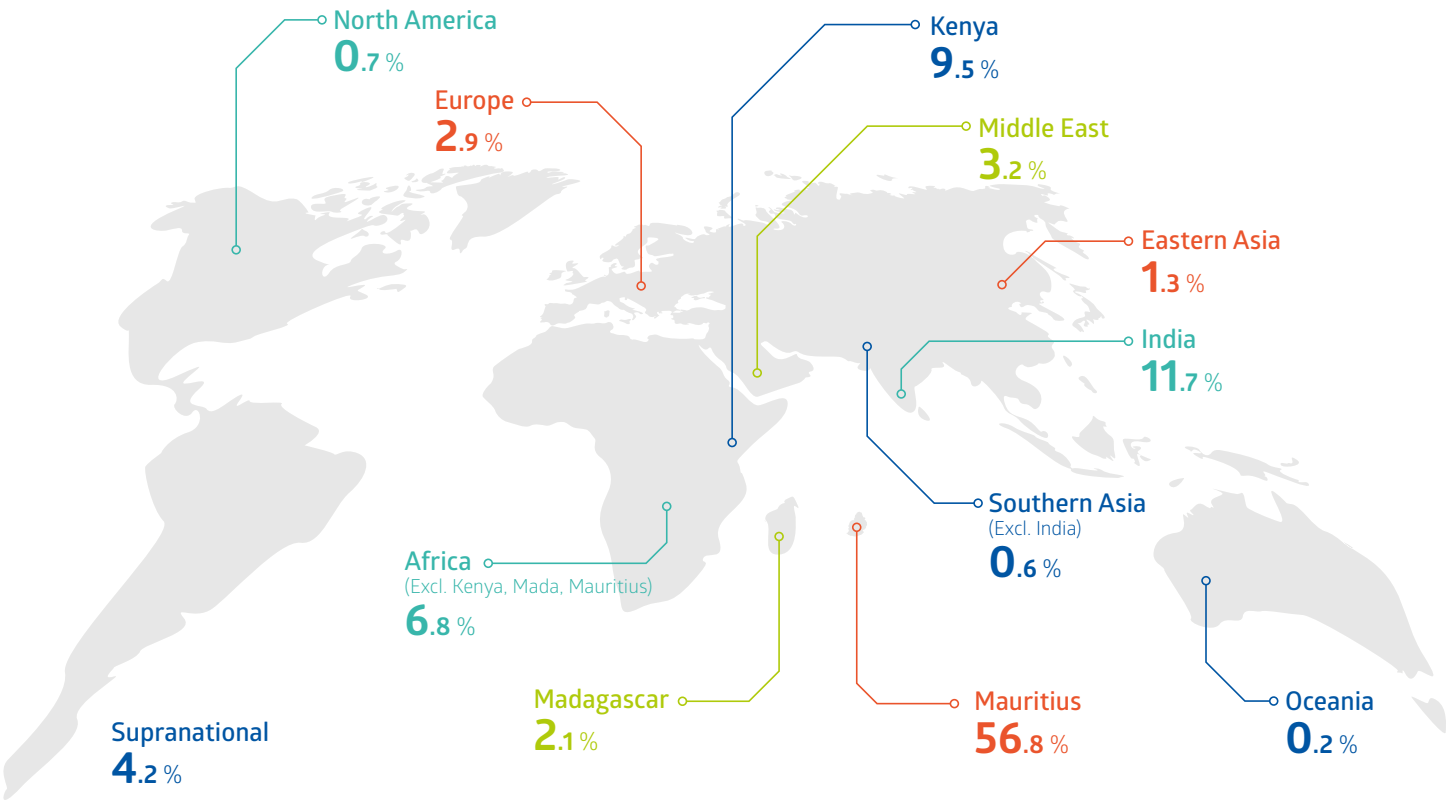 North America
0.7 %
Kenya
9.5 %
Europe
2.9 %
Middle East
3.2 %
Eastern Asia
1.3 %
India
11.7 %
Southern Asia
(Excl. India)
0.6 %
Africa
(Excl. Kenya, Mada, Mauritius)
6.8 %
Madagascar
2.1 %
Mauritius
56.8 %
Oceania
0.2 %
Supranational
4.2 %